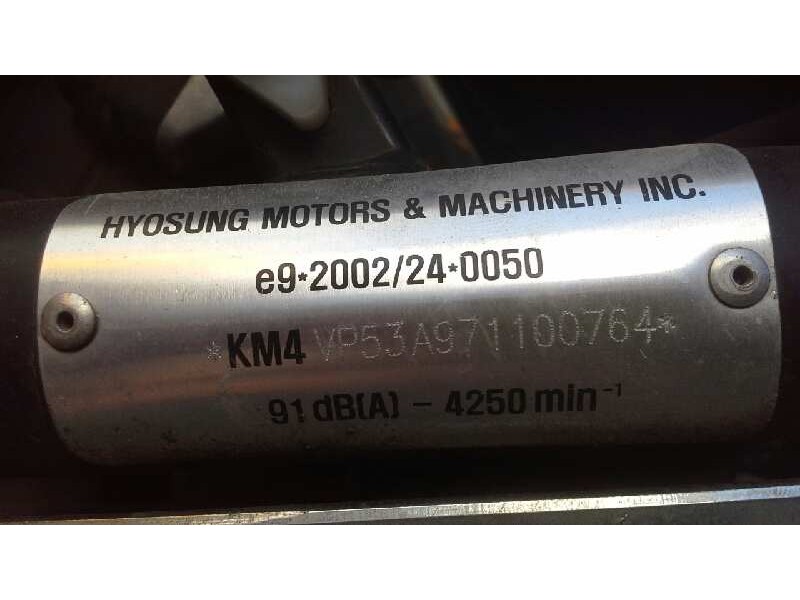 HYOSUNG MOTORS & MACHINERY INC.
e9*2002/24*0050
*KM4VP53A971100764*
91 dB(A) - 4250 min⁻¹